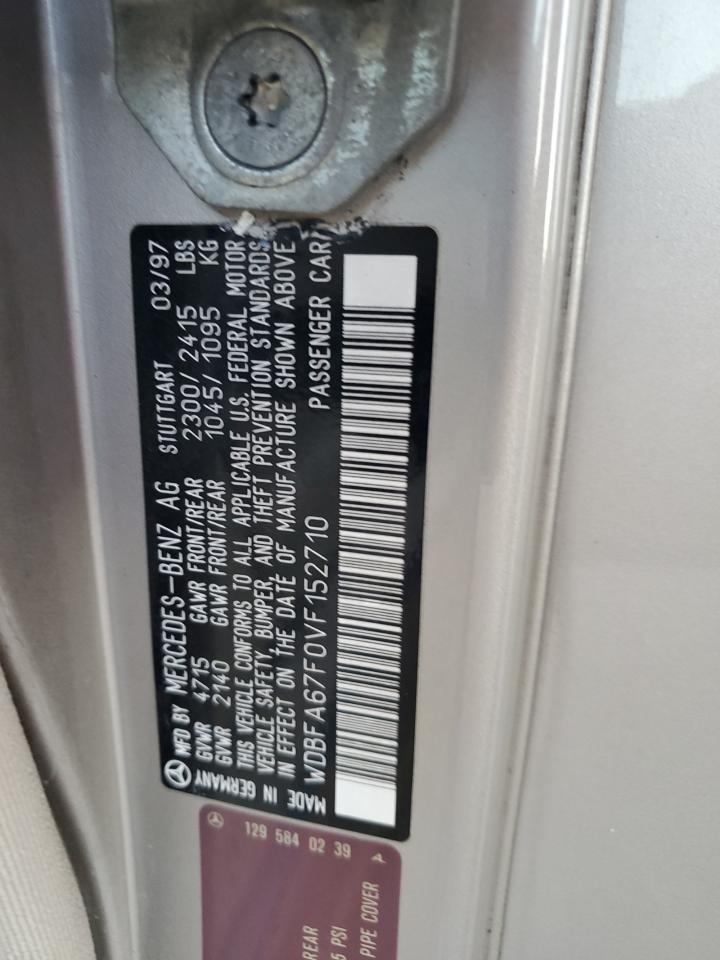 MFD BY MERCEDES-BENZ AG STUTTGART 03/97
GVWR 4715 GAWR FRONT/REAR 2300/ 2415 LBS
GVWR 2140 GAWR FRONT/REAR 1045/ 1095 KG
THIS VEHICLE CONFORMS TO ALL APPLICABLE U.S. FEDERAL MOTOR
VEHICLE SAFETY, BUMPER, AND THEFT PREVENTION STANDARDS
IN EFFECT ON THE DATE OF MANUFACTURE SHOWN ABOVE
WDBFA67F0VF152710 PASSENGER CAR
MADE IN GERMANY
129 584 02 39 A
REAR
PSI
PIPE COVER